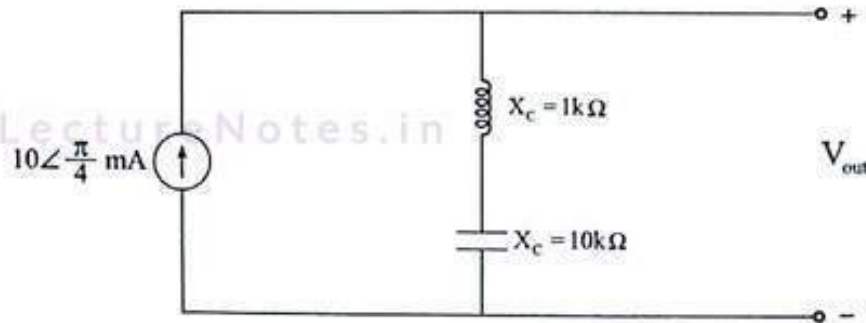 +
X_c = 1kΩ
LectureNotes.in
10∠π/4 mA
V_out
X_c = 10kΩ
-